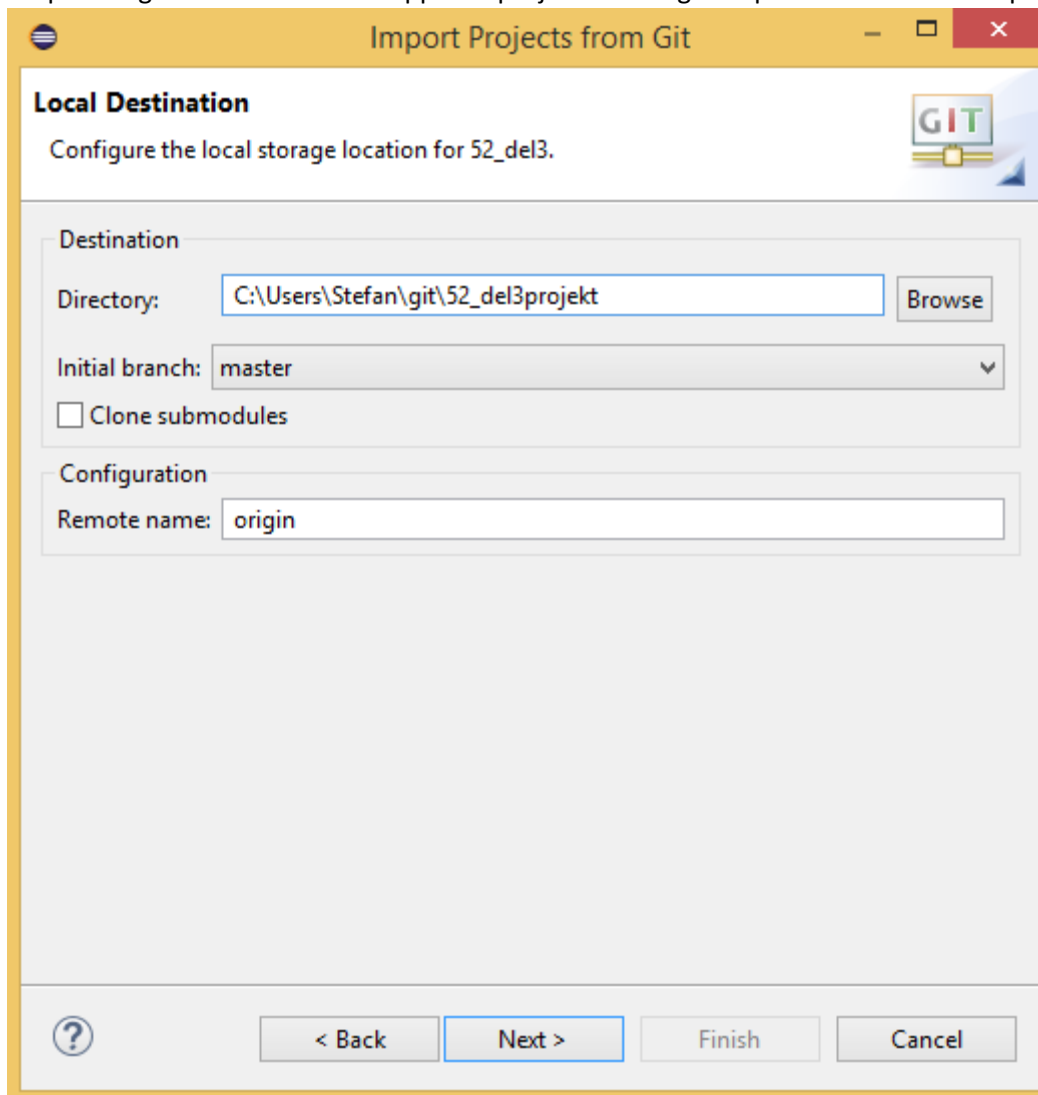 Import Projects from Git
Local Destination
Configure the local storage location for 52_del3.
GIT
Destination
Directory: C:\Users\Stefan\git\52_del3projekt Browse
Initial branch: master
Clone submodules
Configuration
Remote name: origin
? < Back Next > Finish Cancel